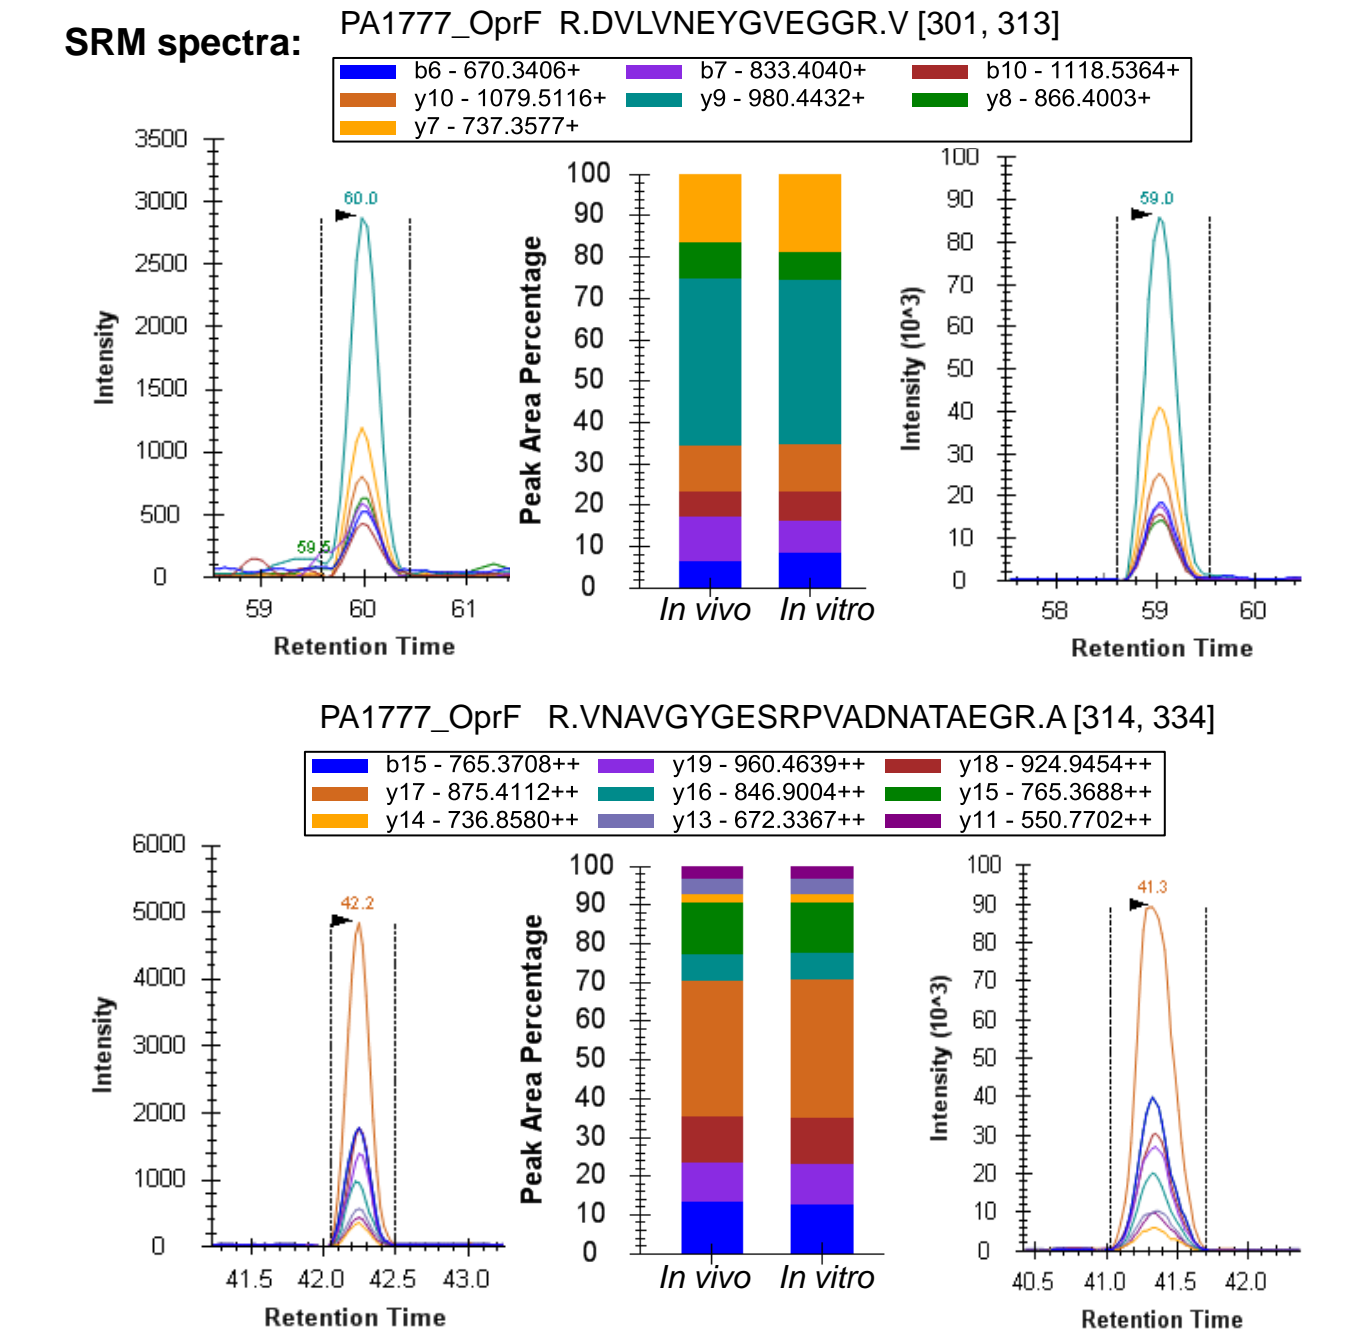 SRM spectra:
PA1777_OprF R.DVLVNEYGVEGGR.V [301, 313]
b6 - 670.3406+ b7 - 833.4040+ b10 - 1118.5364+
y10 - 1079.5116+ y9 - 980.4432+ y8 - 866.4003+
y7 - 737.3577+
3500
3000
2500
2000
1500
1000
500
0
Intensity
60.0
59.5
59 60 61
Retention Time
100
90
80
70
60
50
40
30
20
10
0
Peak Area Percentage
In vivo In vitro
100
90
80
70
60
50
40
30
20
10
0
Intensity (10^3)
59.0
58 59 60
Retention Time
PA1777_OprF R.VNAVGYGESRPVADNATAEGR.A [314, 334]
b15 - 765.3708++ y19 - 960.4639++ y18 - 924.9454++
y17 - 875.4112++ y16 - 846.9004++ y15 - 765.3688++
y14 - 736.8580++ y13 - 672.3367++ y11 - 550.7702++
6000
5000
4000
3000
2000
1000
0
Intensity
42.2
41.5 42.0 42.5 43.0
Retention Time
100
90
80
70
60
50
40
30
20
10
0
Peak Area Percentage
In vivo In vitro
100
90
80
70
60
50
40
30
20
10
0
Intensity (10^3)
41.3
40.5 41.0 41.5 42.0
Retention Time